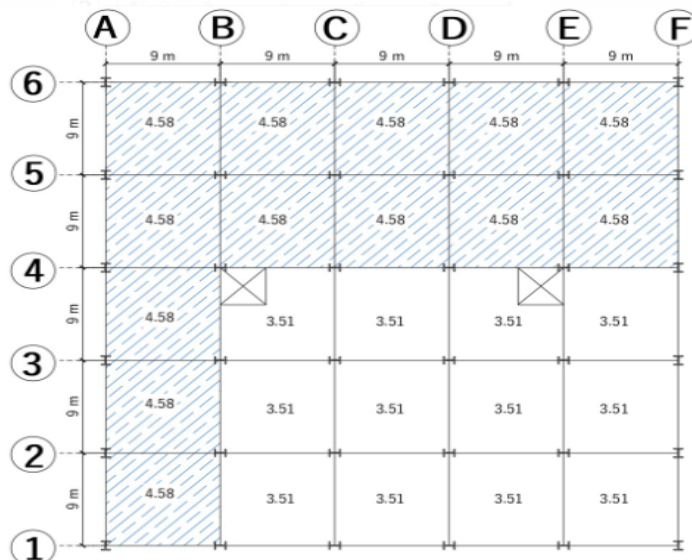 A B C D E F
9 m 9 m 9 m 9 m 9 m
6
9 m 4.58 4.58 4.58 4.58 4.58
5
9 m 4.58 4.58 4.58 4.58 4.58
4
9 m 4.58 3.51 3.51 3.51 3.51
3
9 m 4.58 3.51 3.51 3.51 3.51
2
9 m 4.58 3.51 3.51 3.51 3.51
1